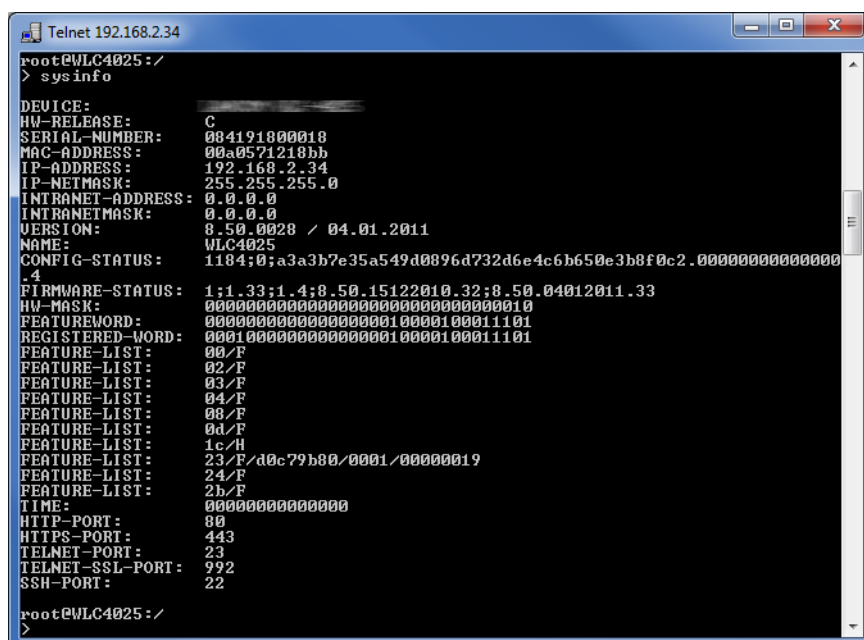 Telnet 192.168.2.34
root@WLC4025:/
> sysinfo
DEVICE:
HW-RELEASE: C
SERIAL-NUMBER: 084191800018
MAC-ADDRESS: 00a0571218bb
IP-ADDRESS: 192.168.2.34
IP-NETMASK: 255.255.255.0
INTRANET-ADDRESS: 0.0.0.0
INTRANETMASK: 0.0.0.0
VERSION: 8.50.0028 / 04.01.2011
NAME: WLC4025
CONFIG-STATUS: 1184;0;a3a3b7e35a549d0896d732d6e4c6b650e3b8f0c2.00000000000000
.4
FIRMWARE-STATUS: 1;1.33;1.4;8.50.15122010.32;8.50.04012011.33
HW-MASK: 00000000000000000000000000000010
FEATUREWORD: 00000000000000000010000100011101
REGISTERED-WORD: 00010000000000000010000100011101
FEATURE-LIST: 00/F
FEATURE-LIST: 02/F
FEATURE-LIST: 03/F
FEATURE-LIST: 04/F
FEATURE-LIST: 08/F
FEATURE-LIST: 0d/F
FEATURE-LIST: 1c/H
FEATURE-LIST: 23/F/d0c79b80/0001/00000019
FEATURE-LIST: 24/F
FEATURE-LIST: 2b/F
TIME: 00000000000000
HTTP-PORT: 80
HTTPS-PORT: 443
TELNET-PORT: 23
TELNET-SSL-PORT: 992
SSH-PORT: 22
root@WLC4025:/
>